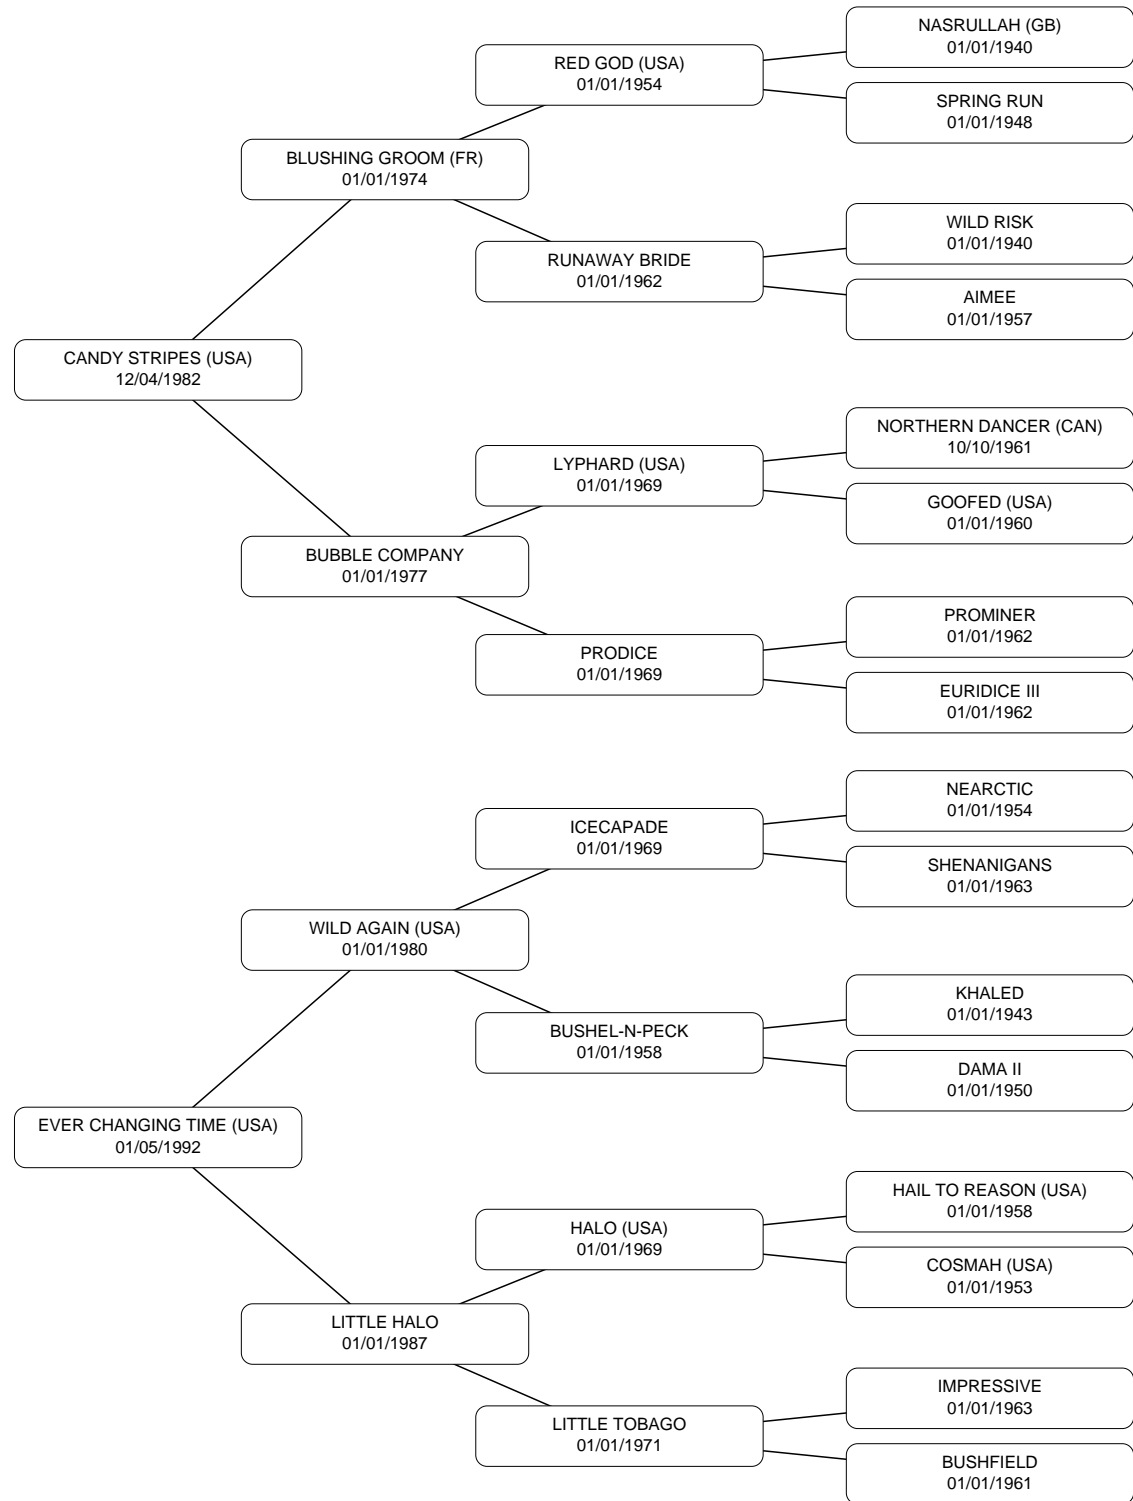 NASRULLAH (GB)
01/01/1940
RED GOD (USA)
01/01/1954
SPRING RUN
01/01/1948
BLUSHING GROOM (FR)
01/01/1974
WILD RISK
01/01/1940
RUNAWAY BRIDE
01/01/1962
AIMEE
01/01/1957
CANDY STRIPES (USA)
12/04/1982
NORTHERN DANCER (CAN)
10/10/1961
LYPHARD (USA)
01/01/1969
GOOFED (USA)
01/01/1960
BUBBLE COMPANY
01/01/1977
PROMINER
01/01/1962
PRODICE
01/01/1969
EURIDICE III
01/01/1962
NEARCTIC
01/01/1954
ICECAPADE
01/01/1969
SHENANIGANS
01/01/1963
WILD AGAIN (USA)
01/01/1980
KHALED
01/01/1943
BUSHEL-N-PECK
01/01/1958
DAMA II
01/01/1950
EVER CHANGING TIME (USA)
01/05/1992
HAIL TO REASON (USA)
01/01/1958
HALO (USA)
01/01/1969
COSMAH (USA)
01/01/1953
LITTLE HALO
01/01/1987
IMPRESSIVE
01/01/1963
LITTLE TOBAGO
01/01/1971
BUSHFIELD
01/01/1961